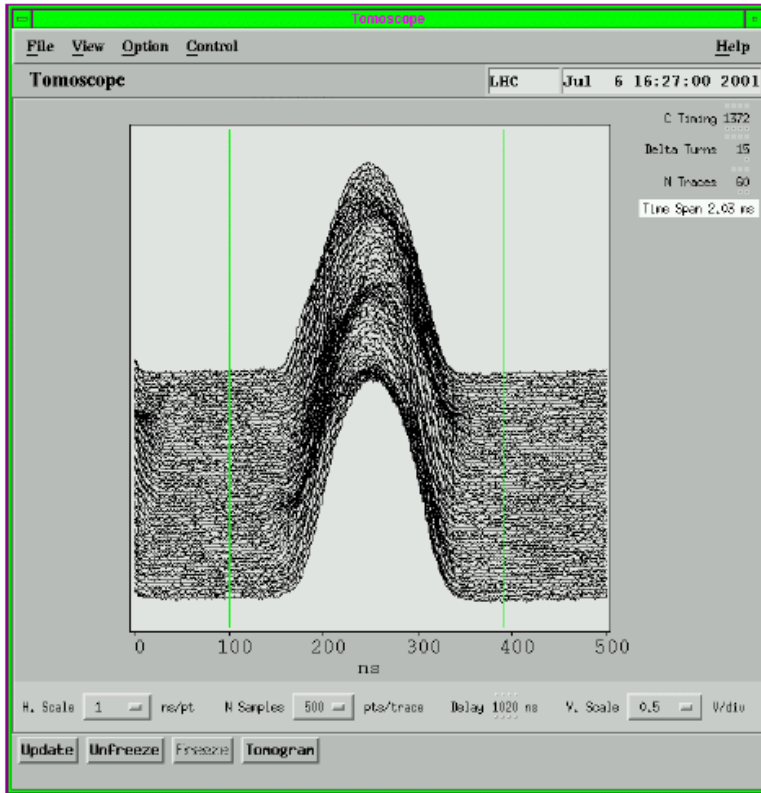 Tomoscope
File View Option Control Help
Tomoscope LHC Jul 6 16:27:00 2001
C Timing 1372
Delta Turns 15
N Traces 60
Time Span 2.03 ms
0 100 200 300 400 500
ns
H. Scale 1 ns/pt N Samples 500 pts/trace Delay 1020 ns V. Scale 0.5 V/div
Update Unfreeze Freeze Tomogram